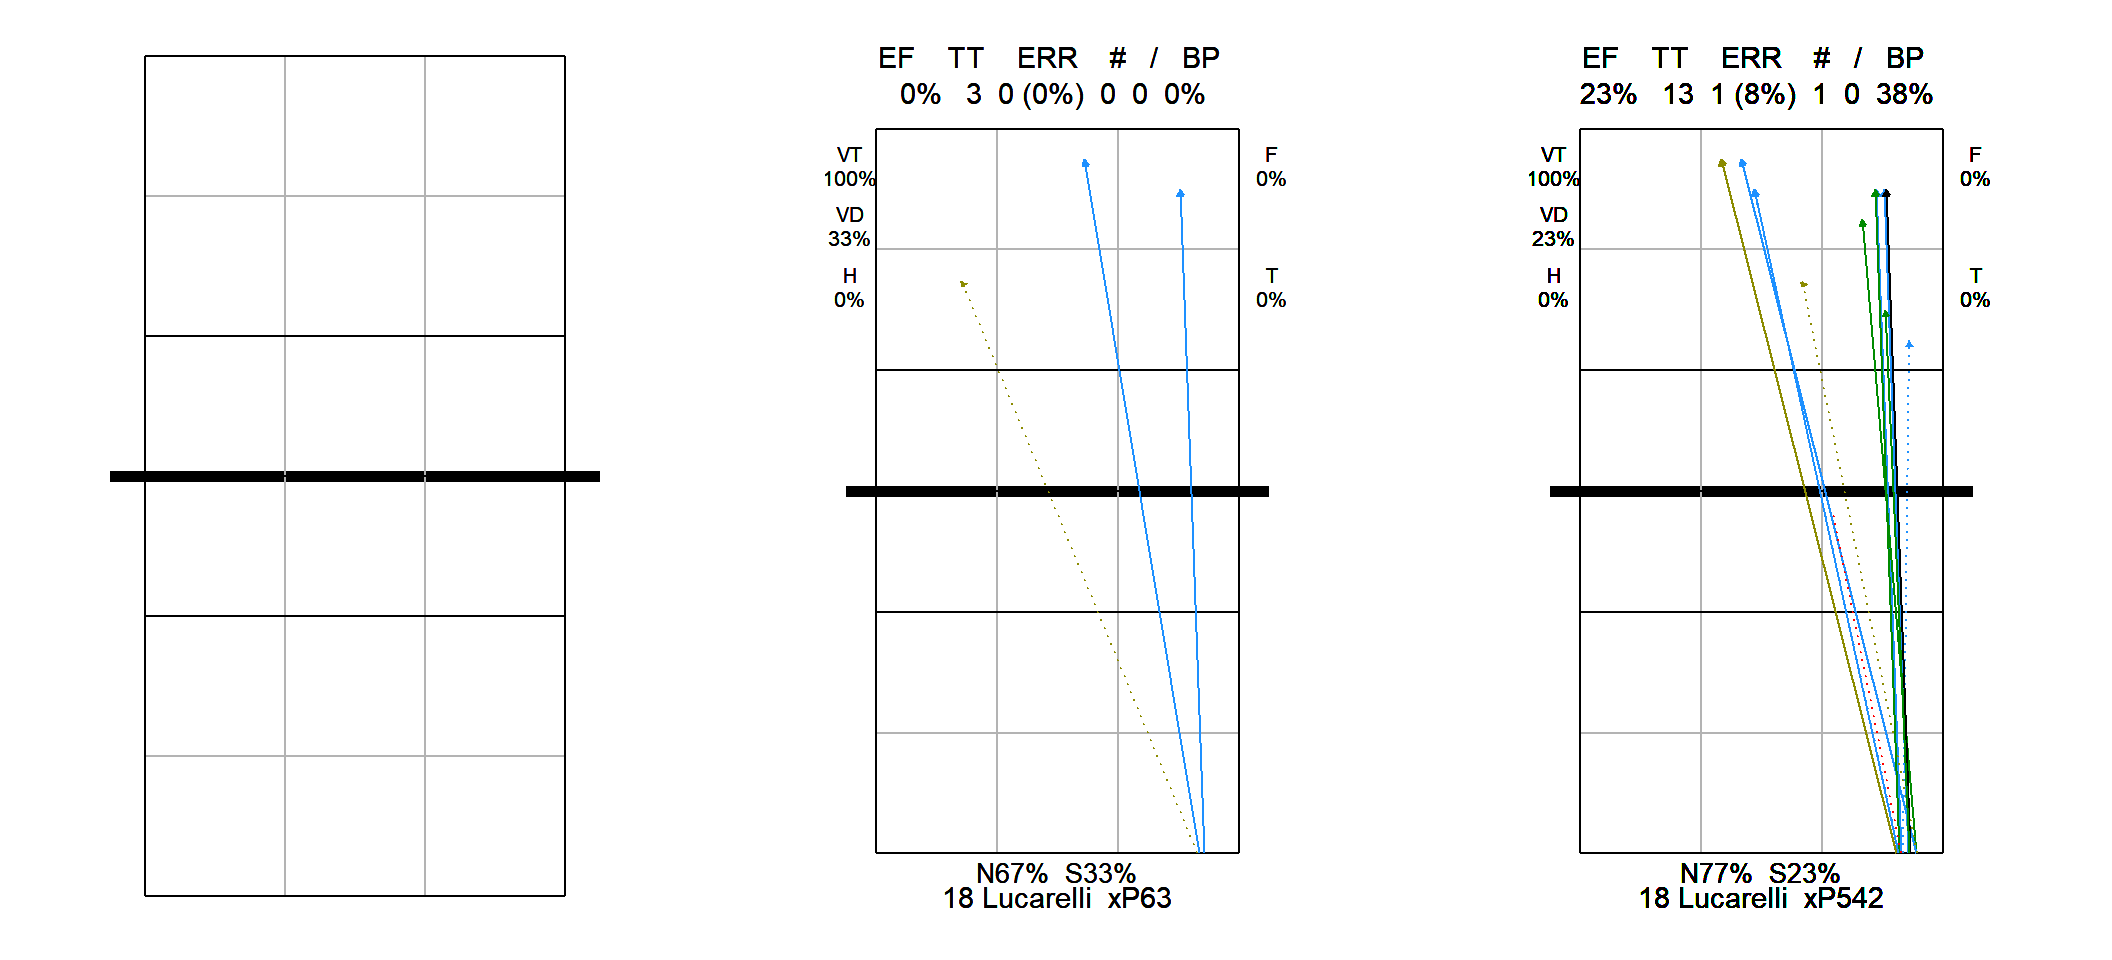 EF TT ERR # / BP
0% 3 0 (0%) 0 0 0%
VT
100%
VD
33%
H
0%
F
0%
T
0%
N67% S33%
18 Lucarelli xP63
EF TT ERR # / BP
23% 13 1 (8%) 1 0 38%
VT
100%
VD
23%
H
0%
F
0%
T
0%
N77% S23%
18 Lucarelli xP542